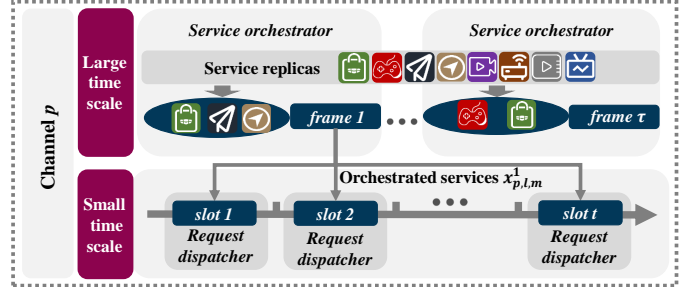 Channel p
Large
time
scale
Service orchestrator
Service orchestrator
Service replicas
frame 1
frame τ
Orchestrated services x¹ₚ,ₗ,ₘ
Small
time
scale
slot 1
slot 2
slot t
Request
dispatcher
Request
dispatcher
Request
dispatcher